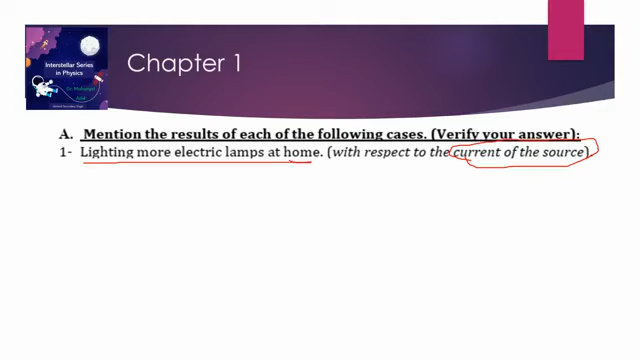 Interstellar Series
in Physics
Chapter 1
A. Mention the results of each of the following cases. (Verify your answer):
1- Lighting more electric lamps at home. (with respect to the current of the source).